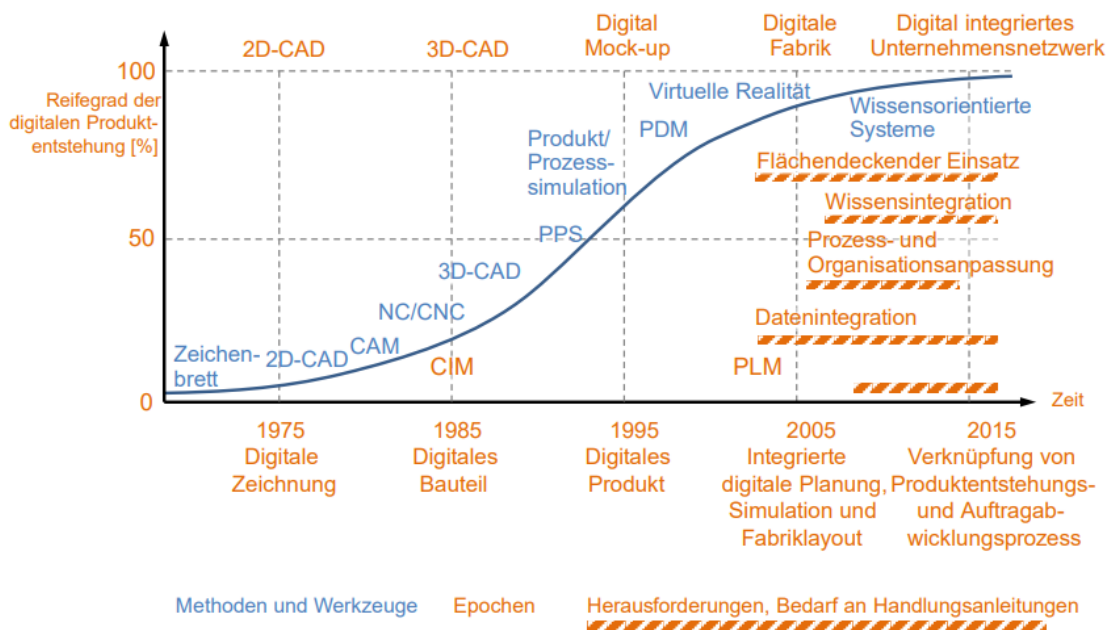 2D-CAD
3D-CAD
Digital
Mock-up
Digitale
Fabrik
Digital integriertes
Unternehmensnetzwerk
100
Reifegrad der
digitalen Produkt-
entstehung [%]
50
0
Zeichen-
brett
2D-CAD
CAM
NC/CNC
3D-CAD
CIM
PPS
Produkt/
Prozess-
simulation
PDM
Virtuelle Realität
Wissensorientierte
Systeme
Flächendeckender Einsatz
Wissensintegration
Prozess- und
Organisationsanpassung
Datenintegration
PLM
Zeit
1975
Digitale
Zeichnung
1985
Digitales
Bauteil
1995
Digitales
Produkt
2005
Integrierte
digitale Planung,
Simulation und
Fabriklayout
2015
Verknüpfung von
Produktentstehungs-
und Auftragab-
wicklungsprozess
Methoden und Werkzeuge
Epochen
Herausforderungen, Bedarf an Handlungsanleitungen